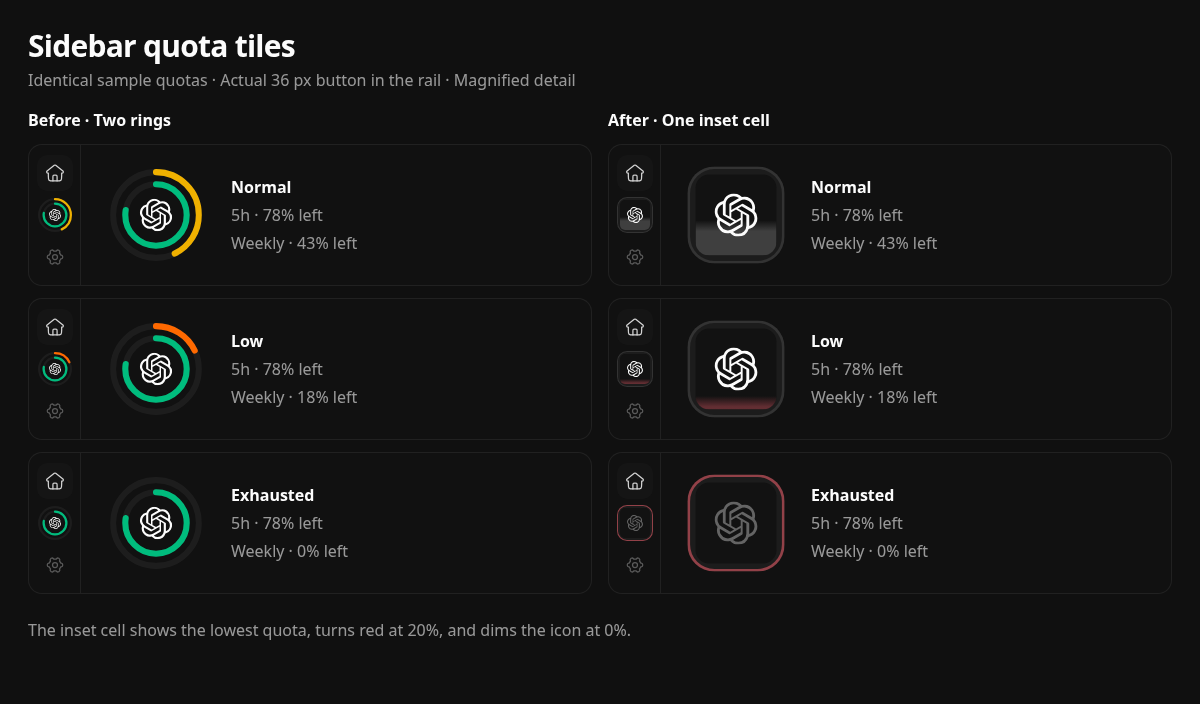 Sidebar quota tiles
Identical sample quotas · Actual 36 px button in the rail · Magnified detail
Before · Two rings
Normal
5h · 78% left
Weekly · 43% left
Low
5h · 78% left
Weekly · 18% left
Exhausted
5h · 78% left
Weekly · 0% left
After · One inset cell
Normal
5h · 78% left
Weekly · 43% left
Low
5h · 78% left
Weekly · 18% left
Exhausted
5h · 78% left
Weekly · 0% left
The inset cell shows the lowest quota, turns red at 20%, and dims the icon at 0%.